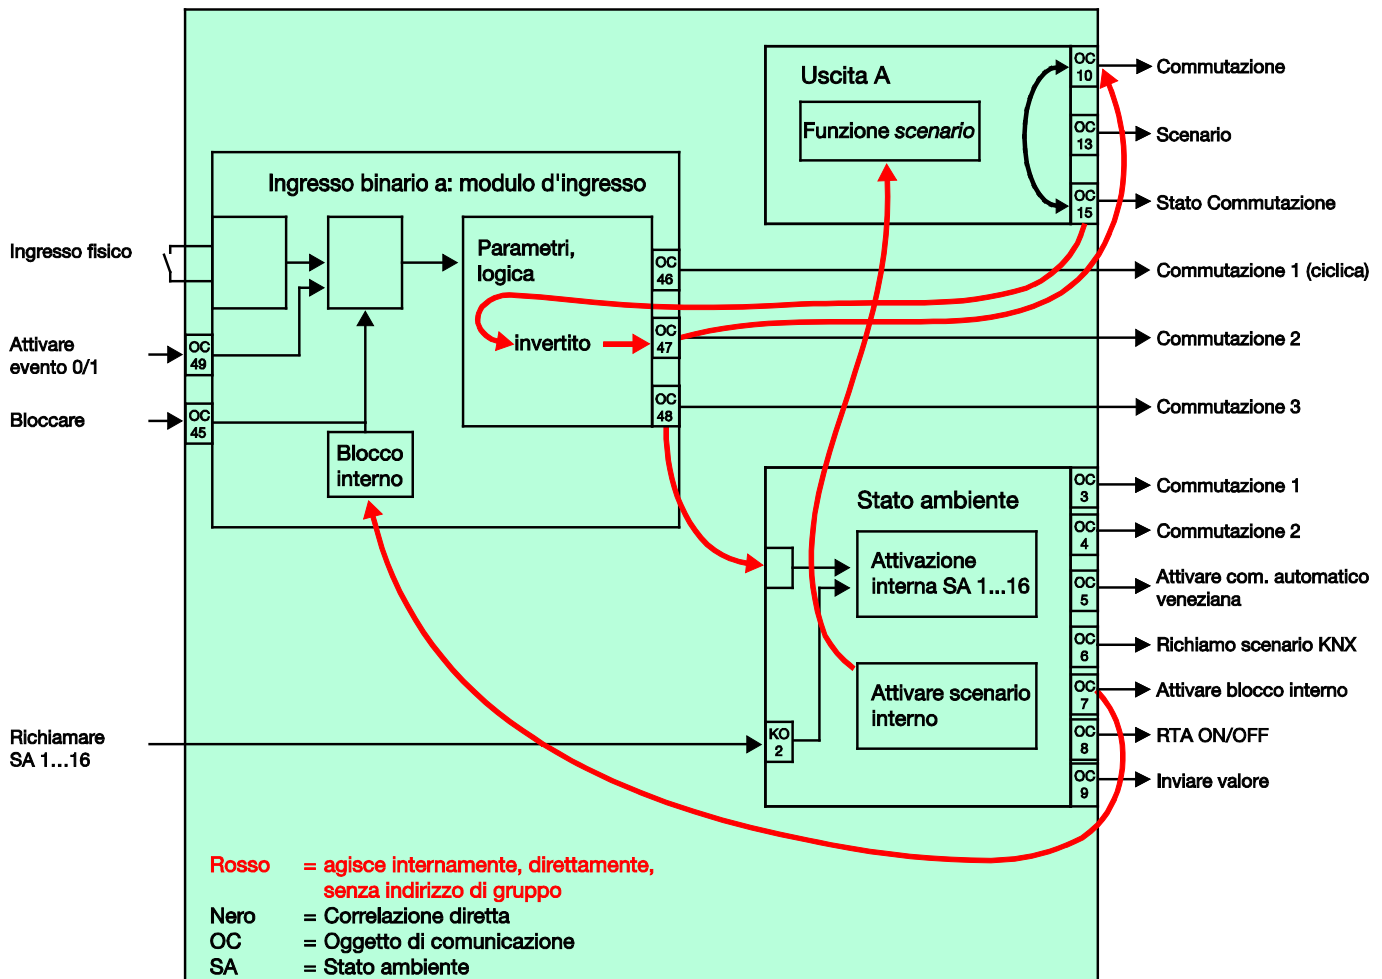 Uscita A
Funzione scenario
OC 10
Commutazione
OC 13
Scenario
OC 15
Stato Commutazione
Ingresso binario a: modulo d'ingresso
Ingresso fisico
Parametri,
logica
invertito
OC 46
Commutazione 1 (ciclica)
OC 47
Commutazione 2
OC 48
Commutazione 3
Attivare
evento 0/1
OC 49
Bloccare
OC 45
Blocco
interno
Stato ambiente
Attivazione
interna SA 1...16
Attivare scenario
interno
OC 3
Commutazione 1
OC 4
Commutazione 2
OC 5
Attivare com. automatico
veneziana
OC 6
Richiamo scenario KNX
OC 7
Attivare blocco interno
OC 8
RTA ON/OFF
OC 9
Inviare valore
Richiamare
SA 1...16
KO 2
Rosso = agisce internamente, direttamente,
senza indirizzo di gruppo
Nero = Correlazione diretta
OC = Oggetto di comunicazione
SA = Stato ambiente